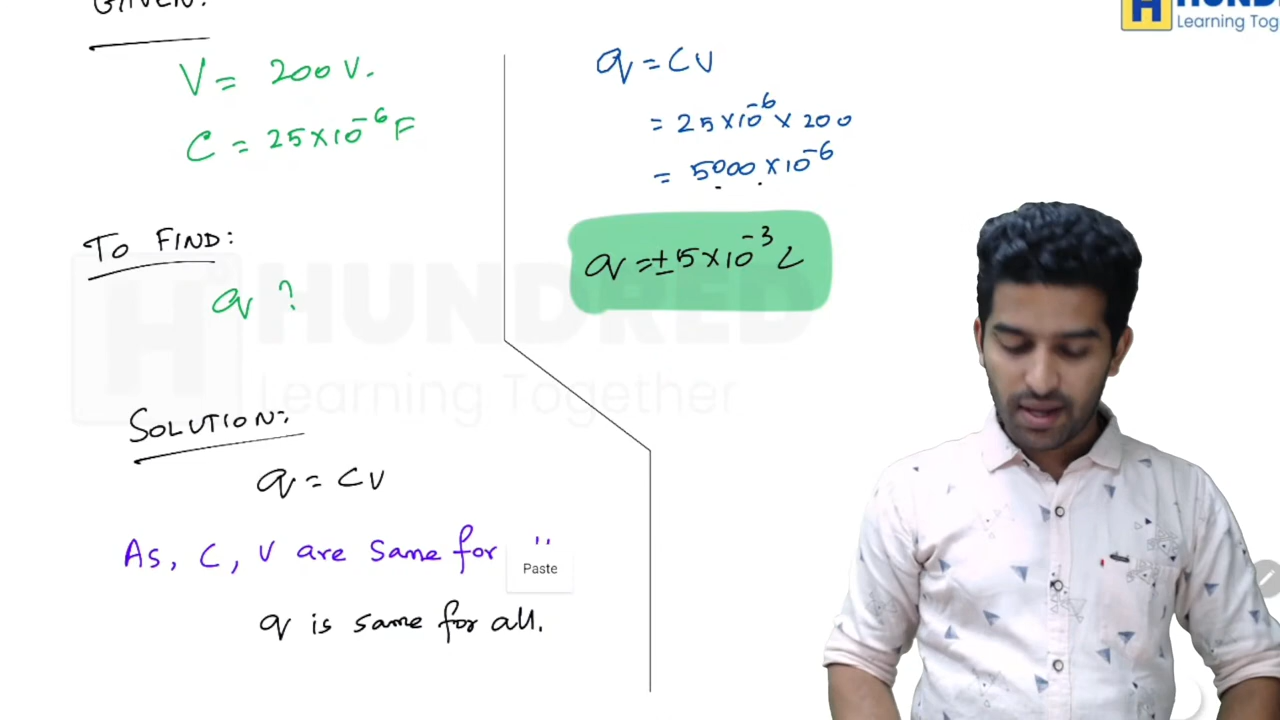 GIVEN:
V = 200 V.
C = 25×10⁻⁶ F
TO FIND:
q ?
SOLUTION:
q = CV
As, C, V are same for
Paste
q is same for all.
q = CV
= 25×10⁻⁶ × 200
= 5000 ×10⁻⁶
q = ±5×10⁻³ C
H HUNDRED
Learning Together
H
Learning Tog